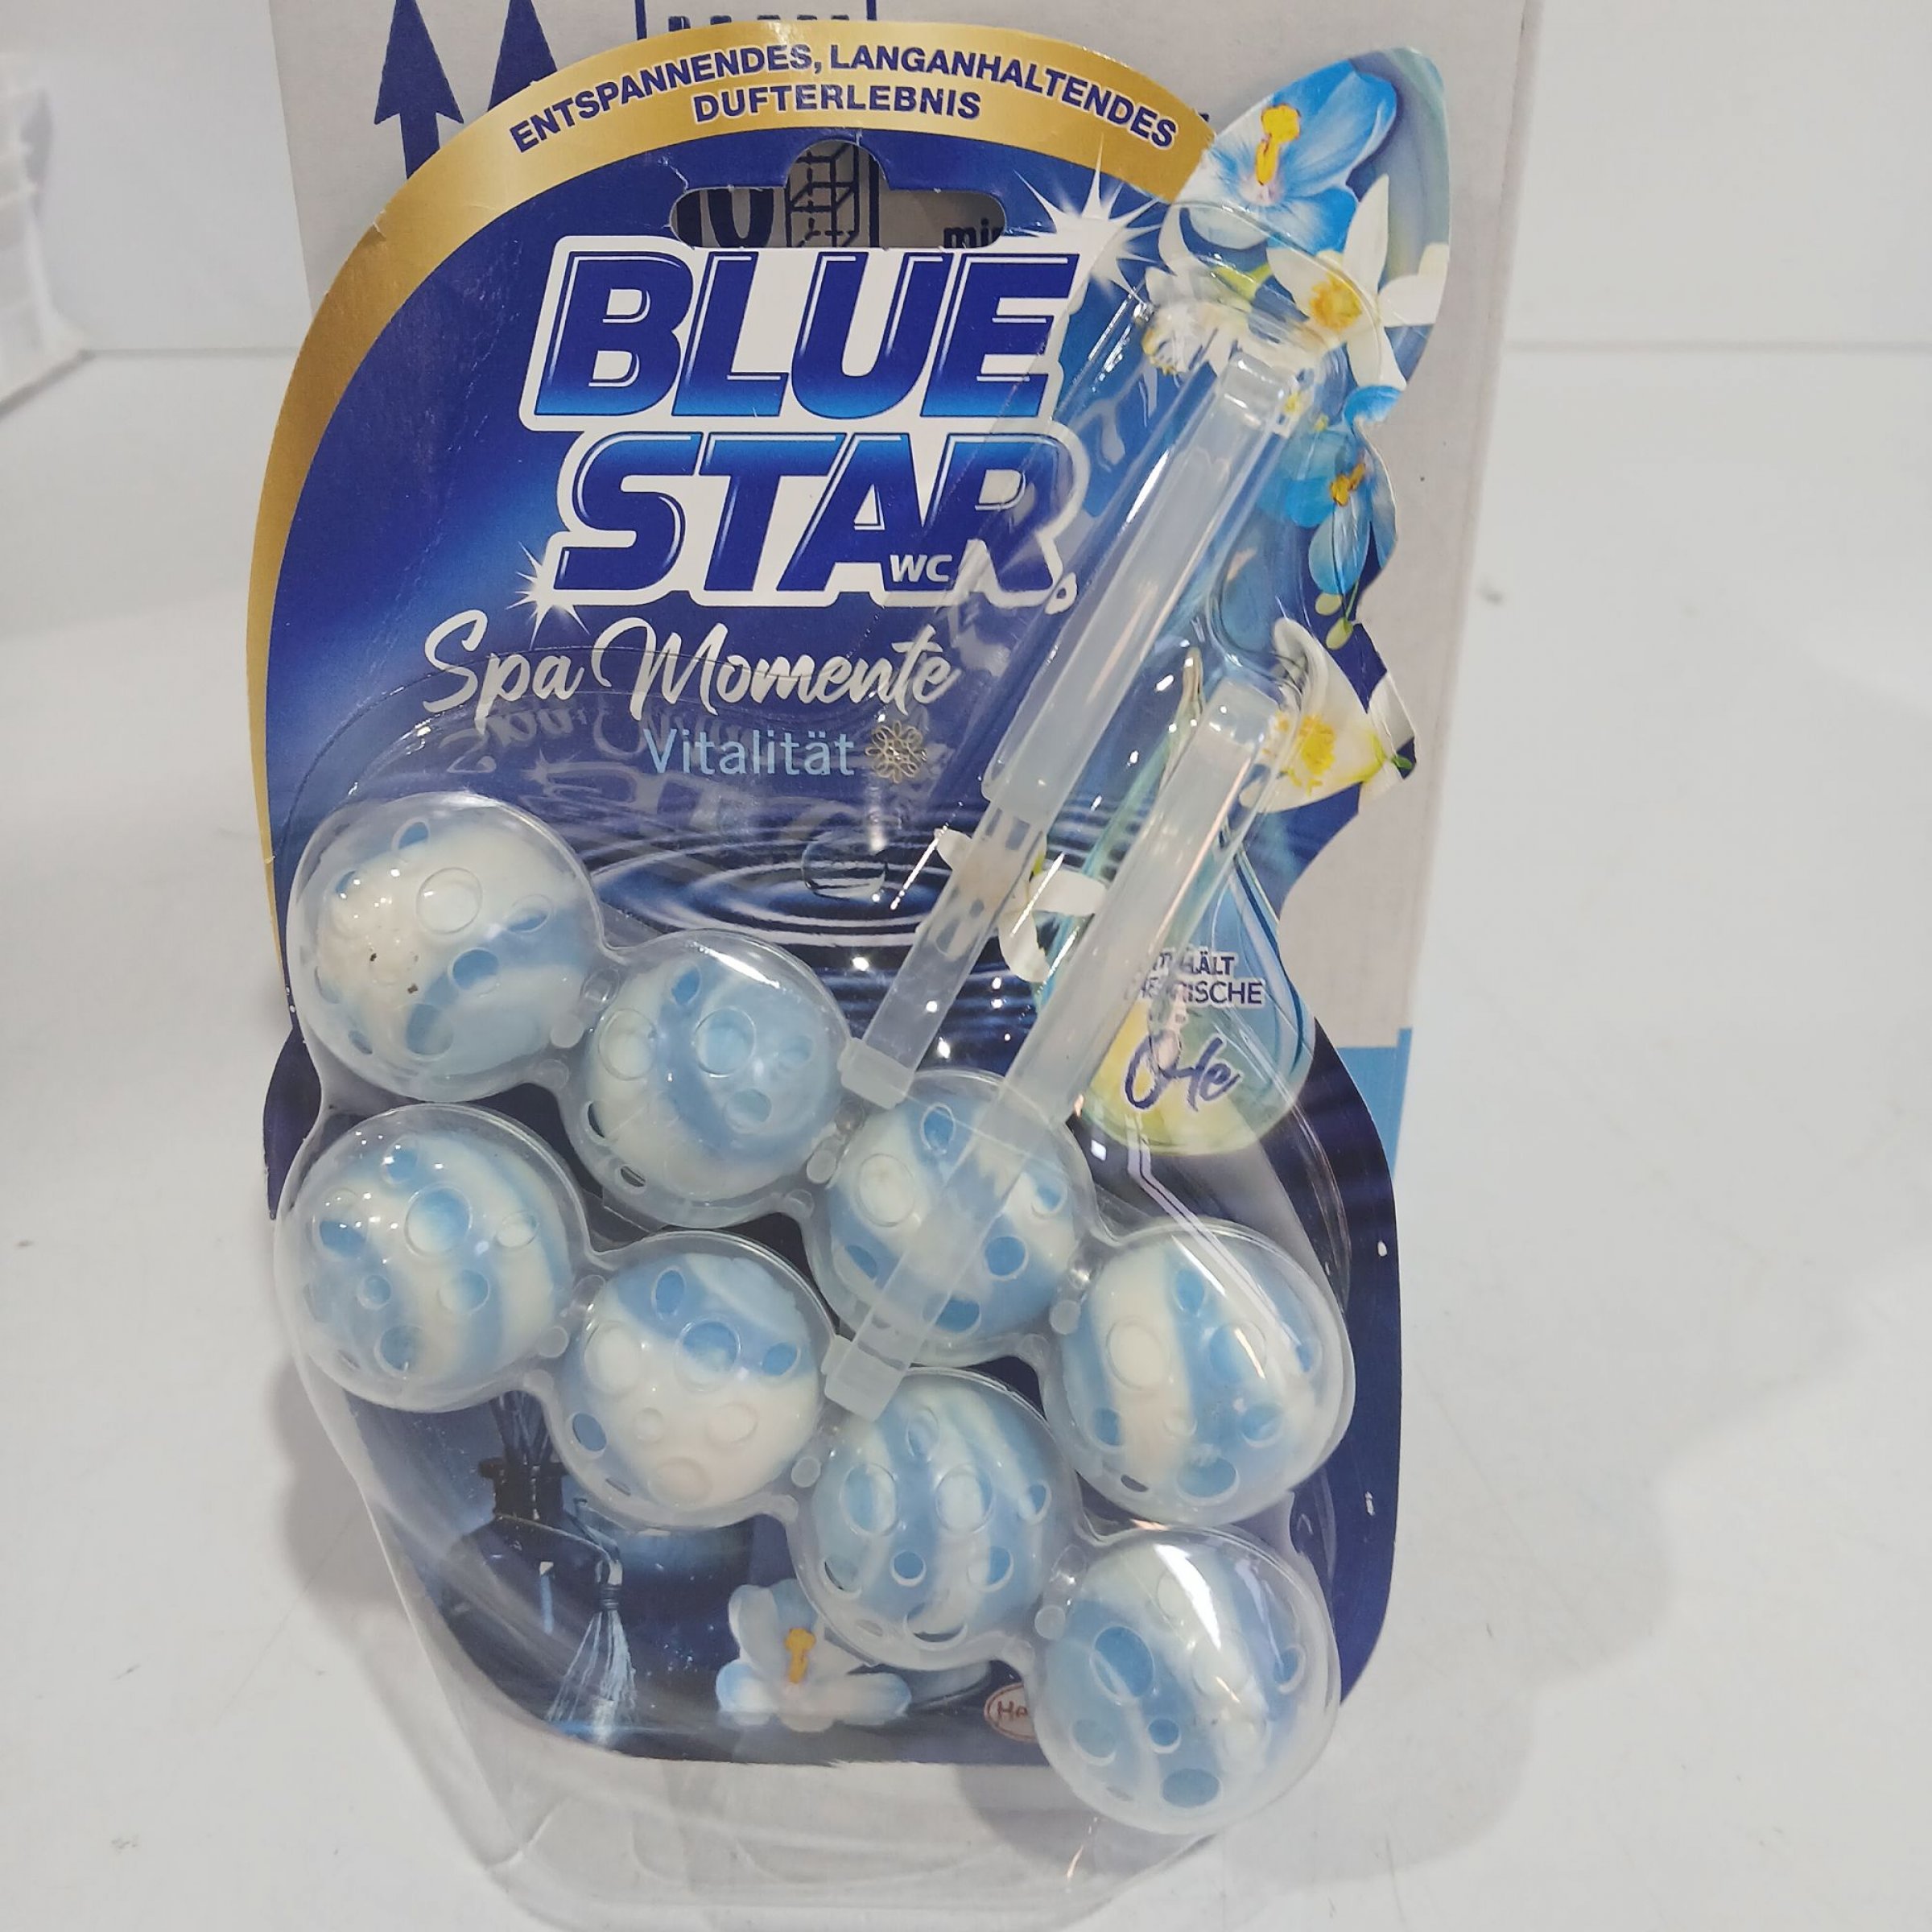 ENTSPANNENDES, LANGANHALTENDES
DUFTERLEBNIS
BLUE
STAR
WC
Spa Momente
Vitalität
Öle